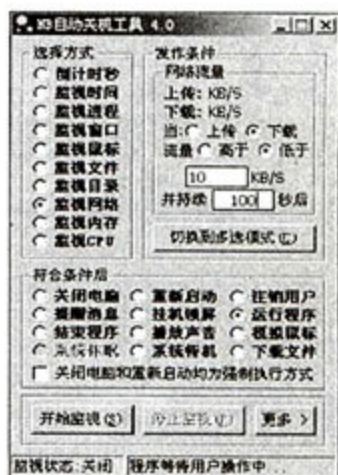 K9自动关机工具 4.0
选择方式
倒计时秒
监视时间
监视进程
监视窗口
监视鼠标
监视文件
监视目录
监视网络
监视内存
监视CPU
发作条件
网络流量
上传: KB/S
下载: KB/S
当: 上传 下载
流量 高于 低于
10 KB/S
并持续 100 秒后
切换到多选模式(C)
符合条件后
关闭电脑 重新启动 注销用户
提醒消息 挂机锁屏 运行程序
结束程序 播放声音 模拟鼠标
系统休眠 系统待机 下载文件
关闭电脑和重新启动均为强制执行方式
开始监视(S) 停止监视(P) 更多 >
监视状态:关闭 程序等待用户操作中...